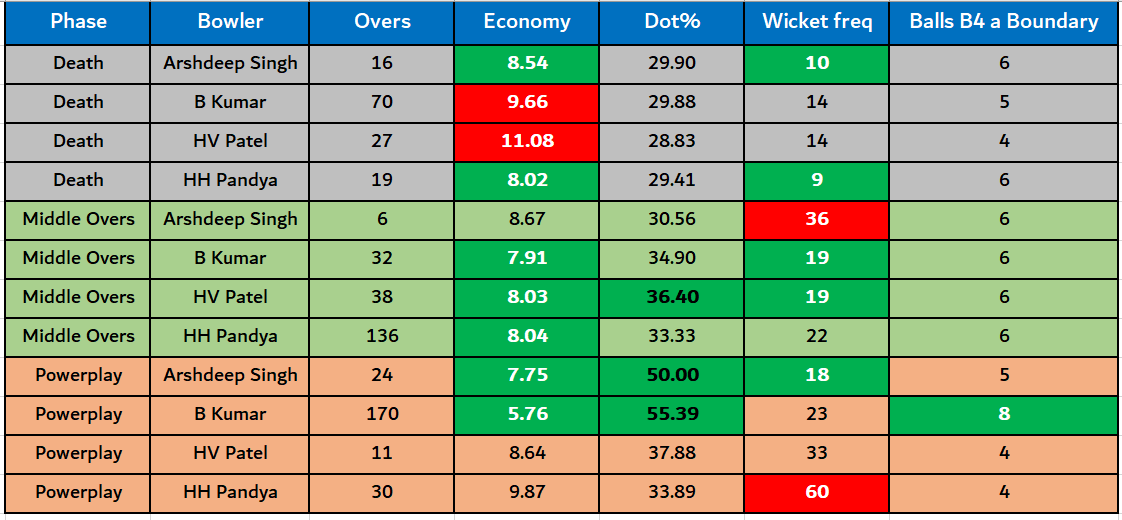 Phase Bowler Overs Economy Dot% Wicket freq Balls B4 a Boundary
Death Arshdeep Singh 16 8.54 29.90 10 6
Death B Kumar 70 9.66 29.88 14 5
Death HV Patel 27 11.08 28.83 14 4
Death HH Pandya 19 8.02 29.41 9 6
Middle Overs Arshdeep Singh 6 8.67 30.56 36 6
Middle Overs B Kumar 32 7.91 34.90 19 6
Middle Overs HV Patel 38 8.03 36.40 19 6
Middle Overs HH Pandya 136 8.04 33.33 22 6
Powerplay Arshdeep Singh 24 7.75 50.00 18 5
Powerplay B Kumar 170 5.76 55.39 23 8
Powerplay HV Patel 11 8.64 37.88 33 4
Powerplay HH Pandya 30 9.87 33.89 60 4